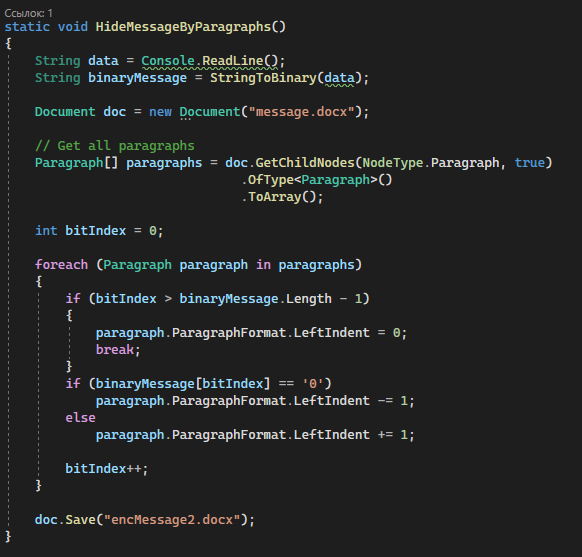 Ссылок: 1
static void HideMessageByParagraphs()
{
    String data = Console.ReadLine();
    String binaryMessage = StringToBinary(data);

    Document doc = new Document("message.docx");

    // Get all paragraphs
    Paragraph[] paragraphs = doc.GetChildNodes(NodeType.Paragraph, true)
                               .OfType<Paragraph>()
                               .ToArray();

    int bitIndex = 0;

    foreach (Paragraph paragraph in paragraphs)
    {
        if (bitIndex > binaryMessage.Length - 1)
        {
            paragraph.ParagraphFormat.LeftIndent = 0;
            break;
        }
        if (binaryMessage[bitIndex] == '0')
            paragraph.ParagraphFormat.LeftIndent -= 1;
        else
            paragraph.ParagraphFormat.LeftIndent += 1;

        bitIndex++;
    }

    doc.Save("encMessage2.docx");
}